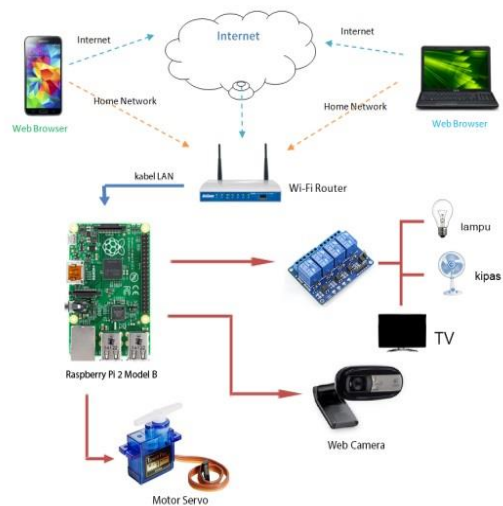 Internet
Internet
Internet
Home Network
Home Network
Web Browser
Web Browser
kabel LAN
Wi-Fi Router
lampu
kipas
TV
Raspberry Pi 2 Model B
Web Camera
Motor Servo